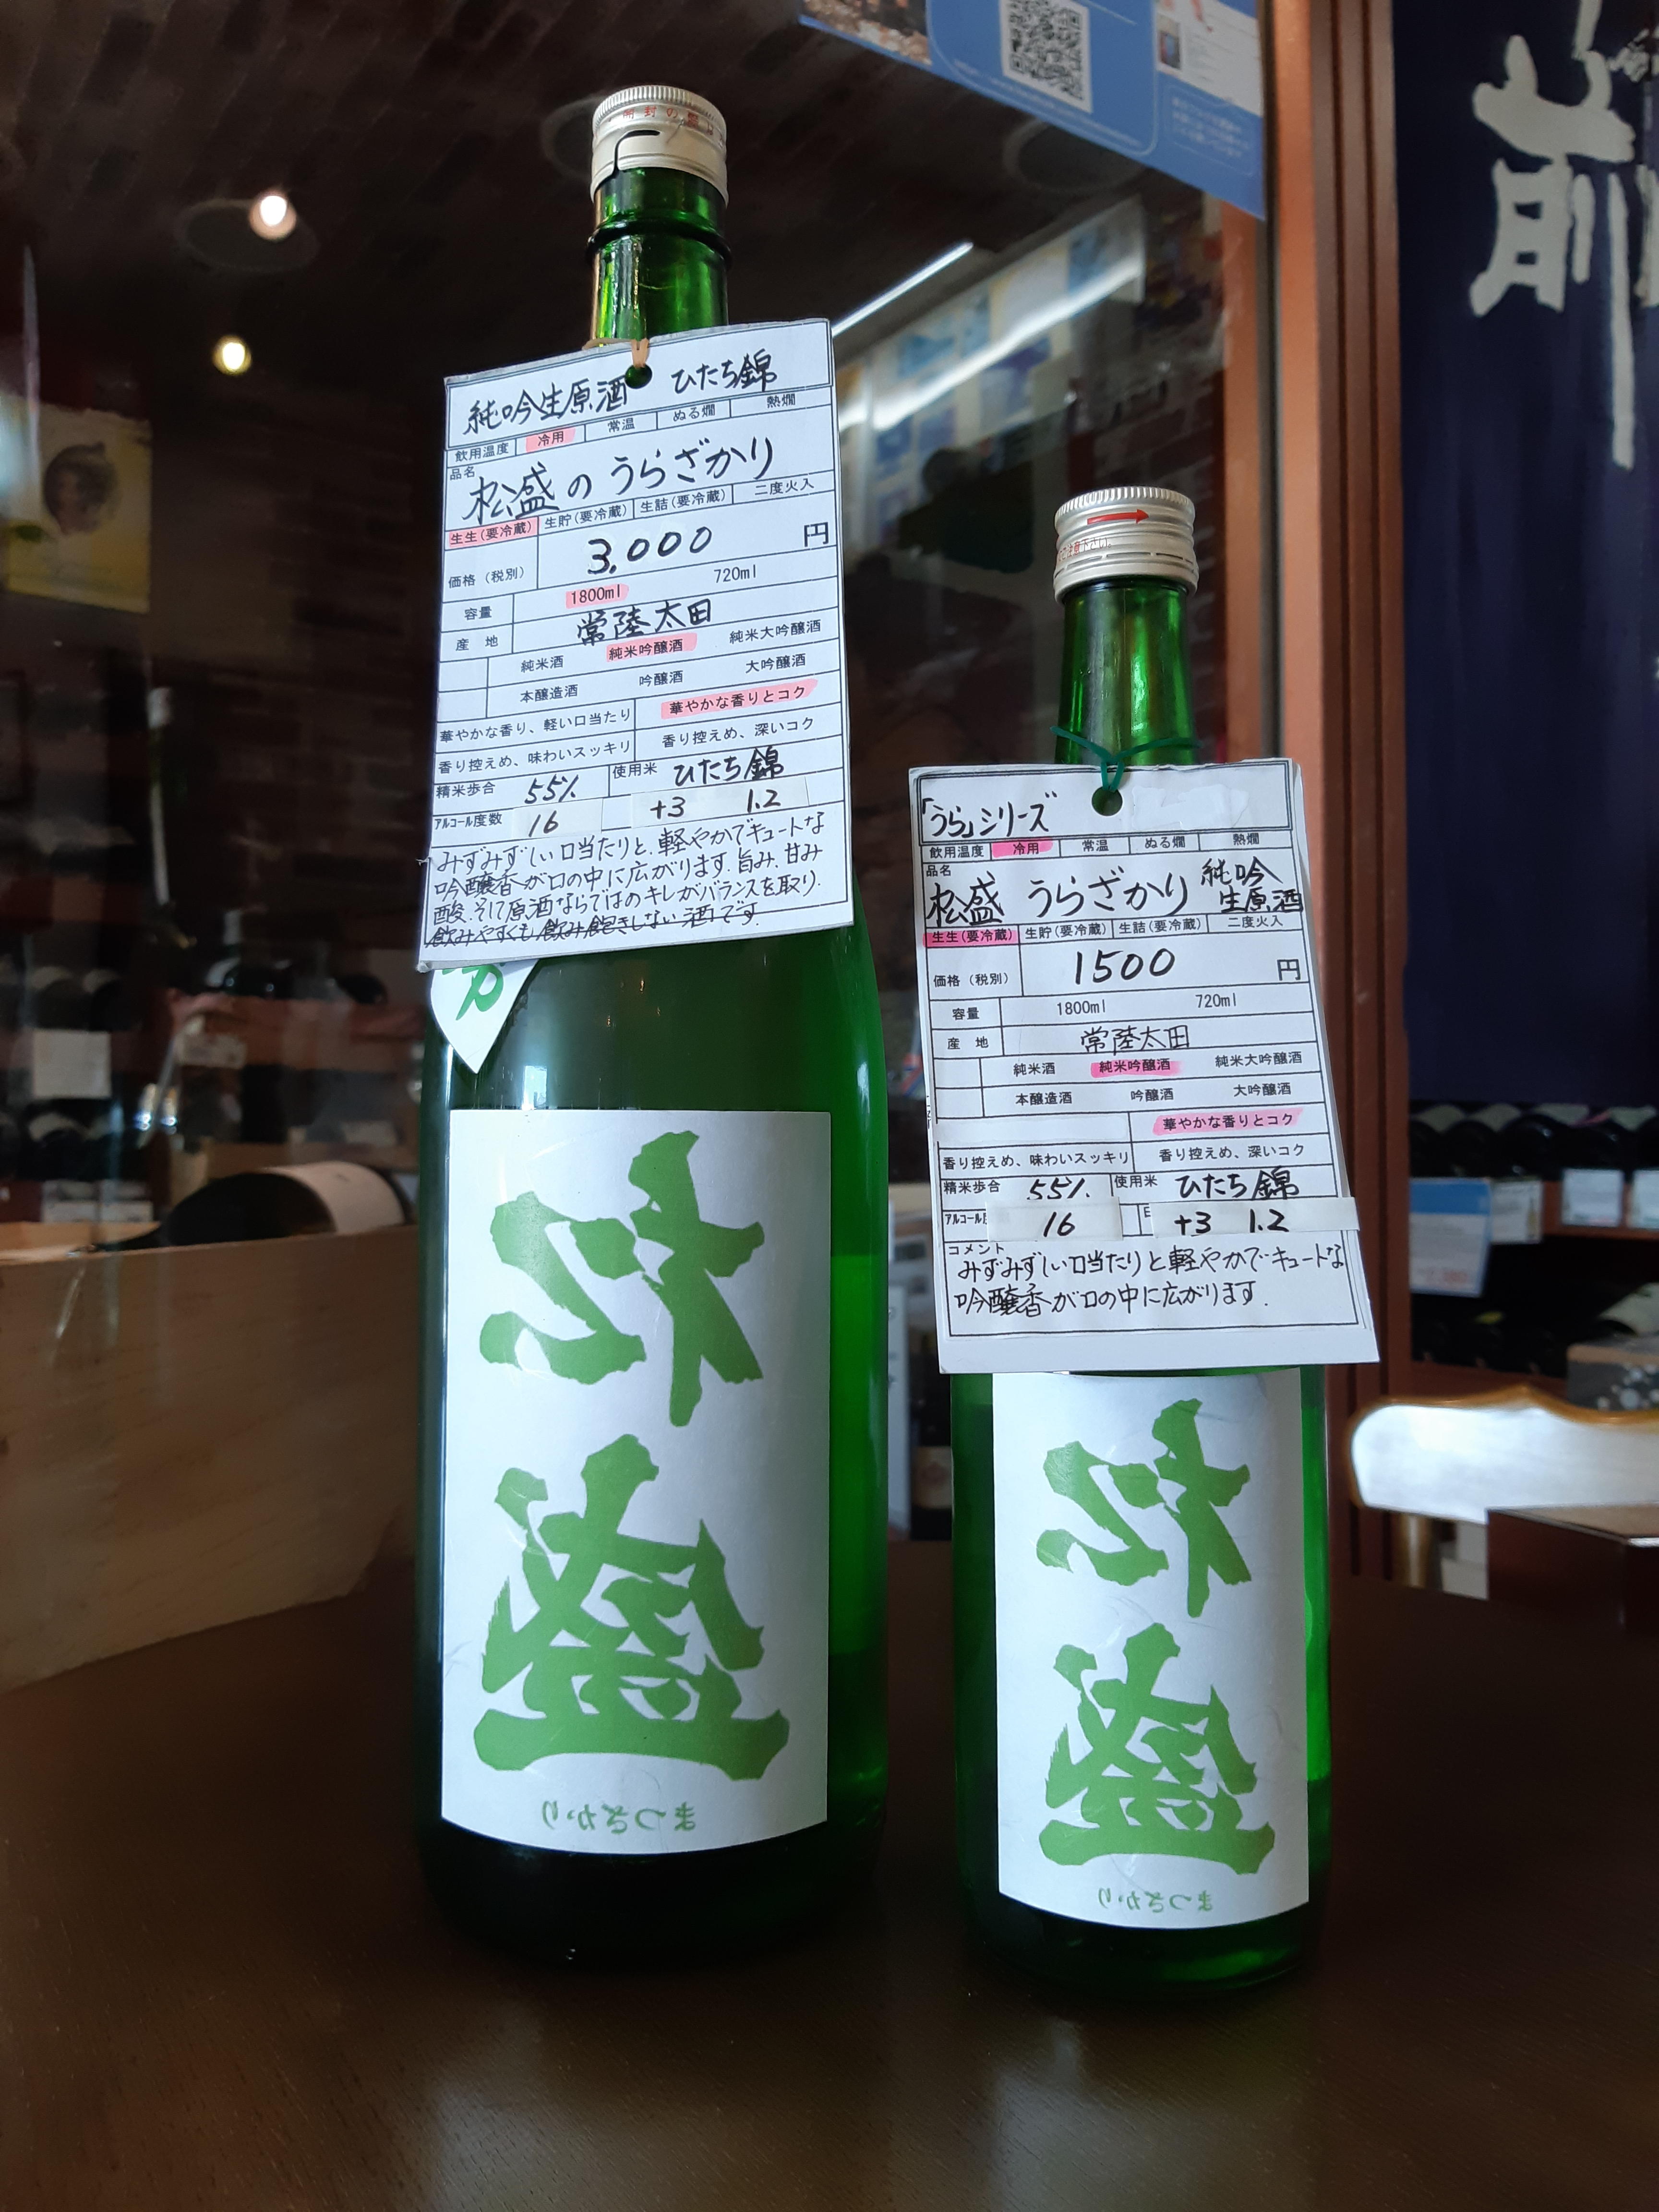 純吟生原酒 ひたち錦
飲用温度 冷用 常温 ぬる燗 熱燗
品名
松盛の うらざかり
生生(要冷蔵) 生貯(要冷蔵) 生詰(要冷蔵) 二度火入
価格(税別) 3.000 円
容量 1800ml 720ml
産 地 常陸太田
純米酒 純米吟醸酒 純米大吟醸酒
本醸造酒 吟醸酒 大吟醸酒
華やかな香り、軽い口当たり 華やかな香りとコク
香り控えめ、味わいスッキリ 香り控えめ、深いコク
精米歩合 55% 使用米 ひたち錦
アルコール度数 16 +3 1.2
みずみずしい口当たりと、軽やかでキュートな
吟醸香が口の中に広がります。旨み、甘み
酸、そして原酒ならではのキレがバランスを取り、
飲みやすくも飲み飽きしない酒です。
松盛
まつざかり
「うら」シリーズ
飲用温度 冷用 常温 ぬる燗 熱燗
品名
松盛 うらざかり 純吟
生原酒
生生(要冷蔵) 生貯(要冷蔵) 生詰(要冷蔵) 二度火入
価格(税別) 1500 円
容量 1800ml 720ml
産 地 常陸太田
純米酒 純米吟醸酒 純米大吟醸酒
本醸造酒 吟醸酒 大吟醸酒
華やかな香りとコク
香り控えめ、味わいスッキリ 香り控えめ、深いコク
精米歩合 55% 使用米 ひたち錦
アルコール 16 +3 1.2
コメント
みずみずしい口当たりと軽やかでキュートな
吟醸香が口の中に広がります。
松盛
まつざかり
前